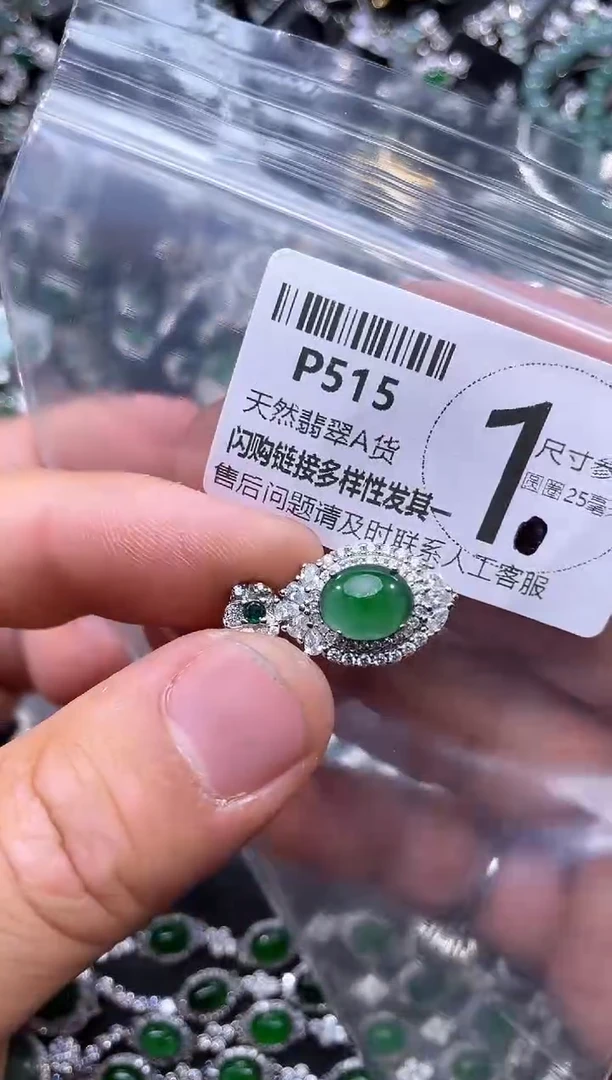 P515
天然翡翠A货
闪购链接多样性发其一
售后问题请及时联系人工客服
1.
尺寸参
圆圈25毫